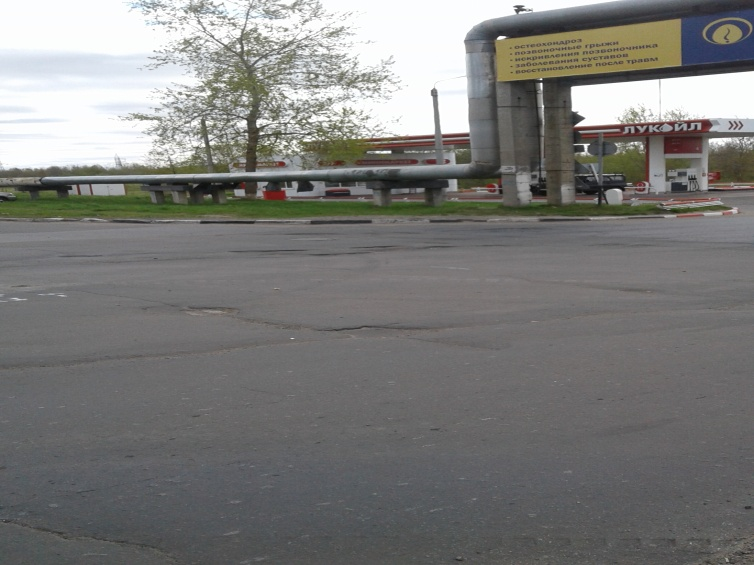 - остеохондроз
- позвоночные грыжи
- искривления позвоночника
- заболевания суставов
- восстановление после травм
ЛУКОЙЛ